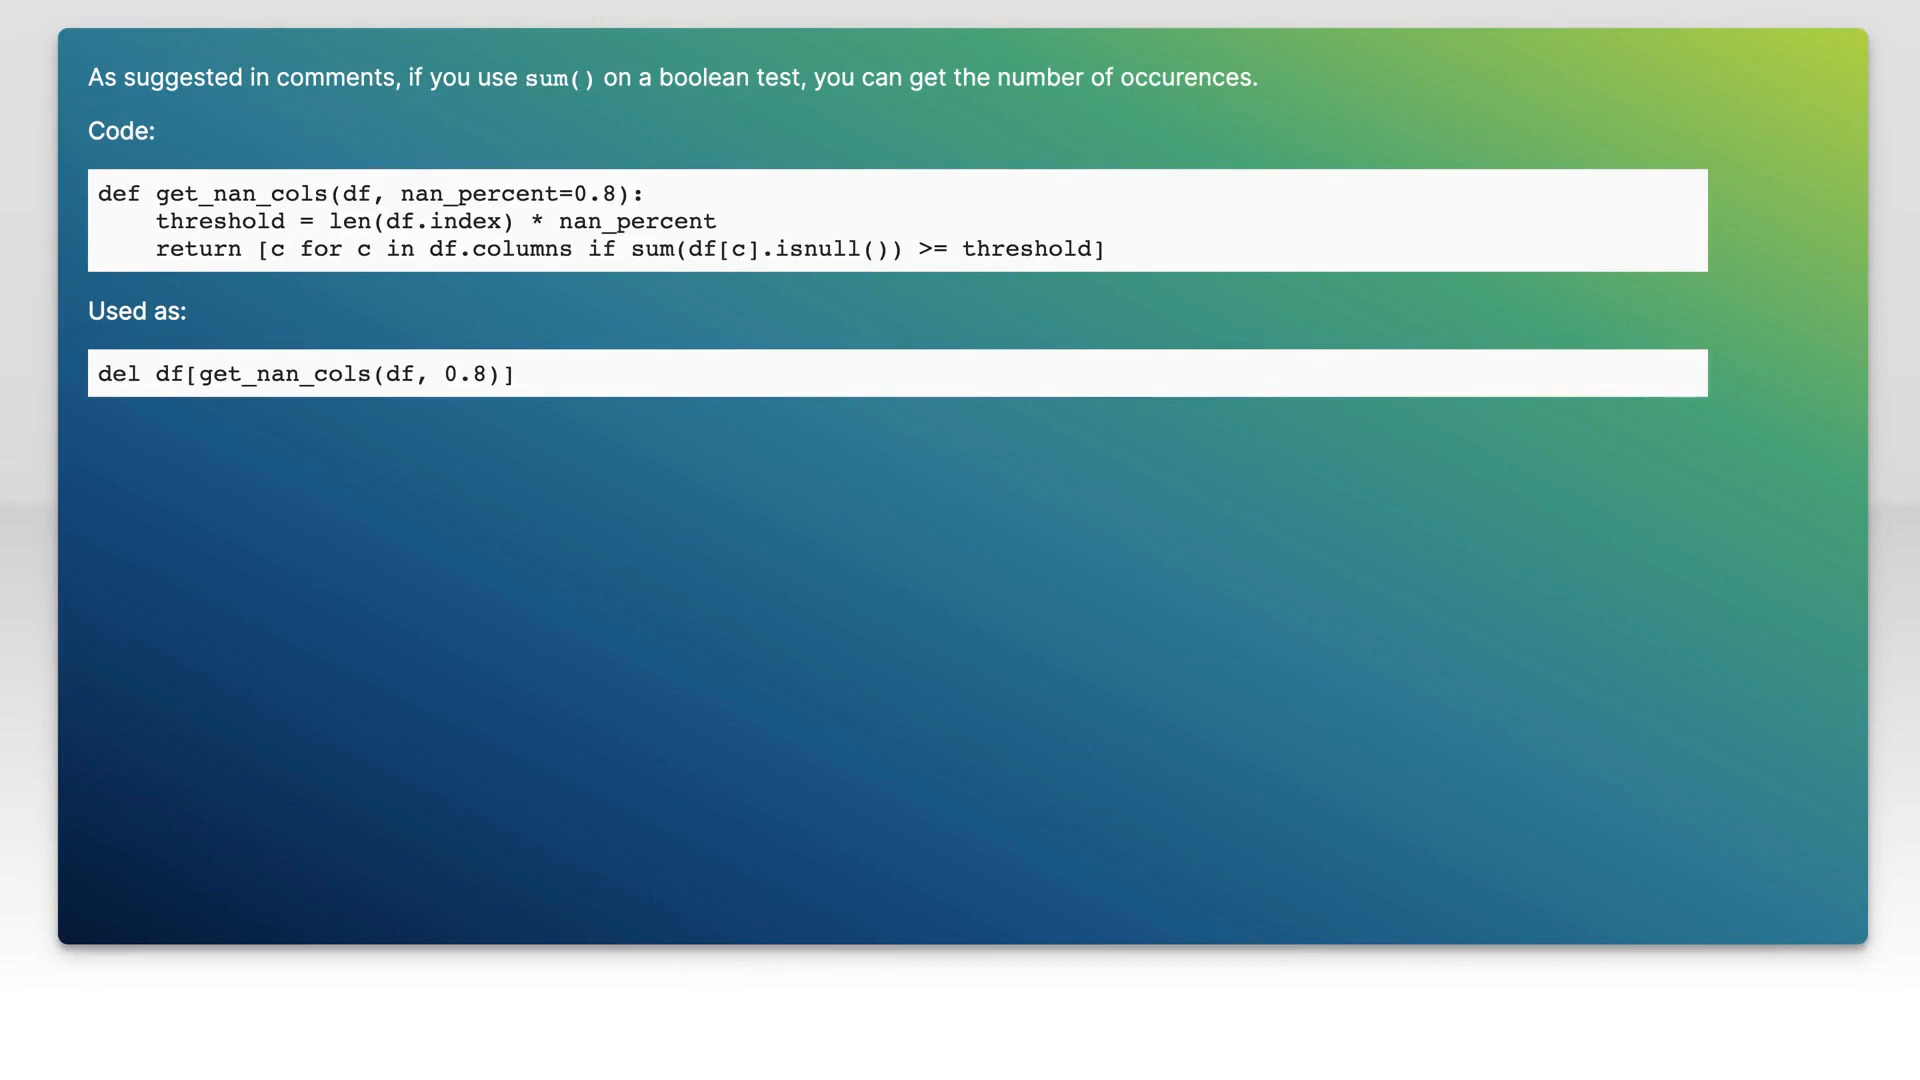 As suggested in comments, if you use sum() on a boolean test, you can get the number of occurences.
Code:
def get_nan_cols(df, nan_percent=0.8):
    threshold = len(df.index) * nan_percent
    return [c for c in df.columns if sum(df[c].isnull()) >= threshold]
Used as:
del df[get_nan_cols(df, 0.8)]